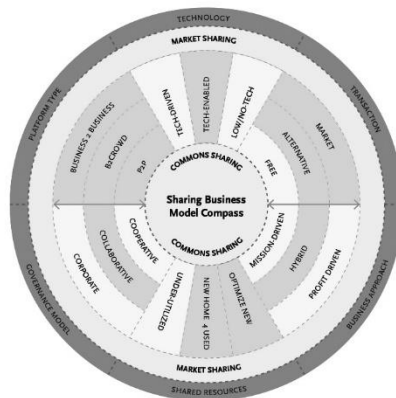 TECHNOLOGY
MARKET SHARING
PLATFORM TYPE
BUSINESS 2 BUSINESS
B2CROWD
P2P
TECH-DRIVEN
TECH-ENABLED
LOW/NO-TECH
TRANSACTION
MARKET
ALTERNATIVE
FREE
COMMONS SHARING
Sharing Business
Model Compass
COMMONS SHARING
GOVERNANCE MODEL
CORPORATE
COLLABORATIVE
COOPERATIVE
UNDER-UTILIZED
NEW HOME 4 USED
OPTIMIZE NEW
MISSION-DRIVEN
HYBRID
PROFIT DRIVEN
BUSINESS APPROACH
MARKET SHARING
SHARED RESOURCES